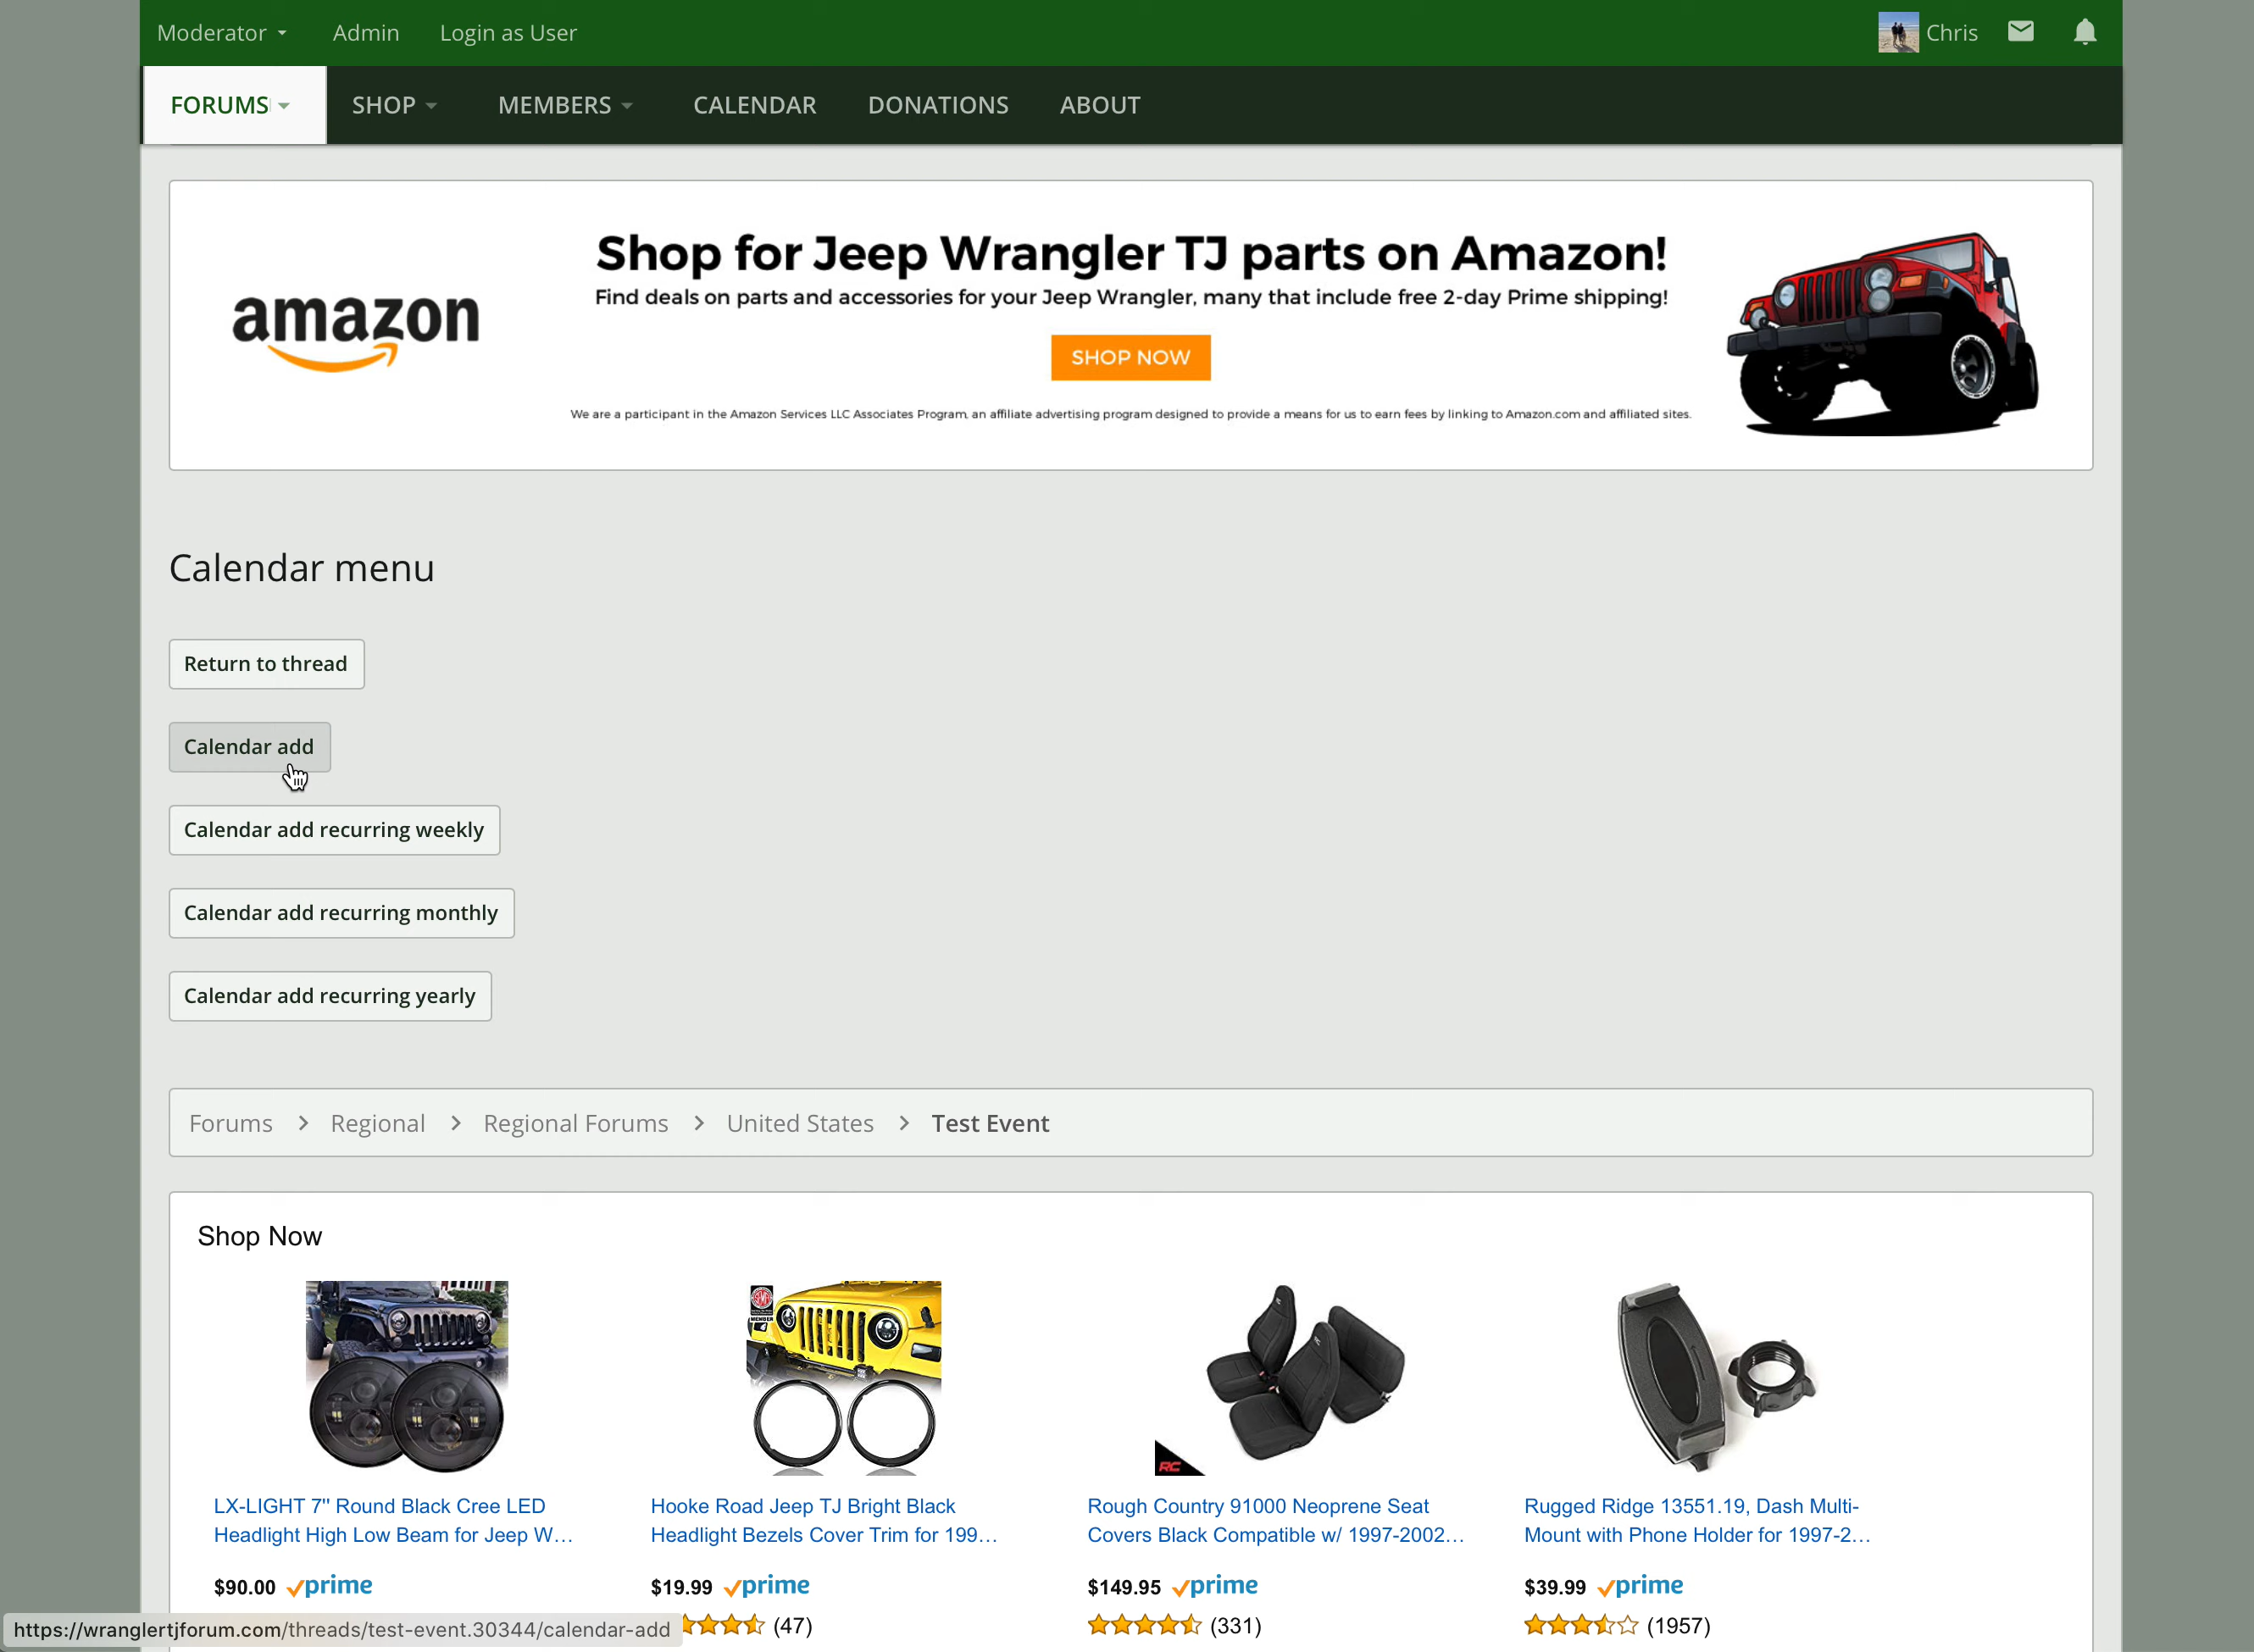 Moderator Admin Login as User Chris
FORUMS SHOP MEMBERS CALENDAR DONATIONS ABOUT
amazon
Shop for Jeep Wrangler TJ parts on Amazon!
Find deals on parts and accessories for your Jeep Wrangler, many that include free 2-day Prime shipping!
SHOP NOW
We are a participant in the Amazon Services LLC Associates Program, an affiliate advertising program designed to provide a means for us to earn fees by linking to Amazon.com and affiliated sites.
Calendar menu
Return to thread
Calendar add
Calendar add recurring weekly
Calendar add recurring monthly
Calendar add recurring yearly
Forums > Regional > Regional Forums > United States > Test Event
Shop Now
MEMBER
RC
LX-LIGHT 7" Round Black Cree LED
Headlight High Low Beam for Jeep W...
$90.00 prime
Hooke Road Jeep TJ Bright Black
Headlight Bezels Cover Trim for 199...
$19.99 prime
(47)
Rough Country 91000 Neoprene Seat
Covers Black Compatible w/ 1997-2002...
$149.95 prime
(331)
Rugged Ridge 13551.19, Dash Multi-
Mount with Phone Holder for 1997-2...
$39.99 prime
(1957)
https://wranglertjforum.com/threads/test-event.30344/calendar-add